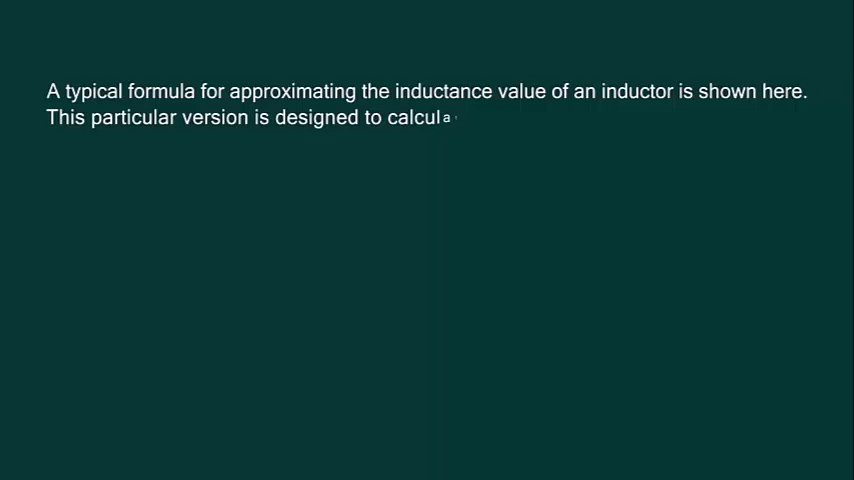 A typical formula for approximating the inductance value of an inductor is shown here.
This particular version is designed to calcula